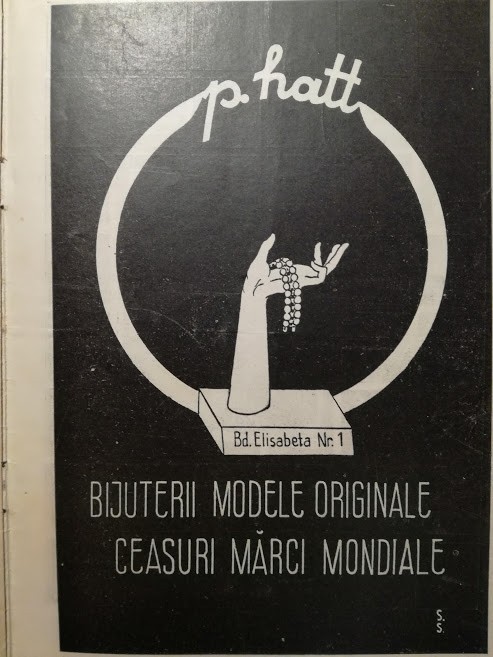 p. hatt
Bd. Elisabeta Nr. 1
BIJUTERII MODELE ORIGINALE
CEASURI MĂRCI MONDIALE
Ș.
Ș.